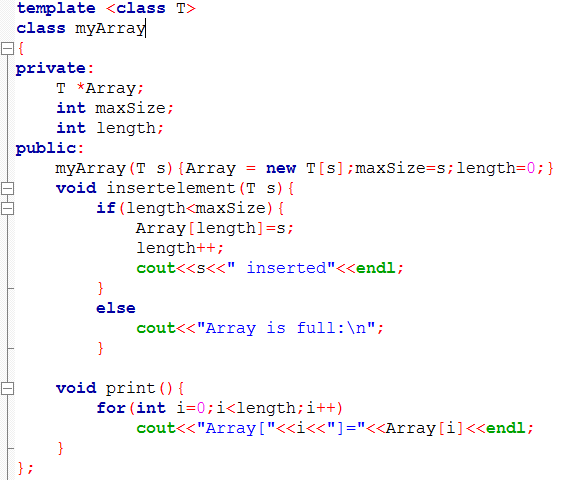 template <class T>
class myArray
{
private:
    T *Array;
    int maxSize;
    int length;
public:
    myArray(T s){Array = new T[s];maxSize=s;length=0;}
    void insertelement(T s){
        if(length<maxSize){
            Array[length]=s;
            length++;
            cout<<s<<" inserted"<<endl;
        }
        else
            cout<<"Array is full:\n";
        }

    void print(){
        for(int i=0;i<length;i++)
            cout<<"Array["<<i<<"]="<<Array[i]<<endl;
    }
};